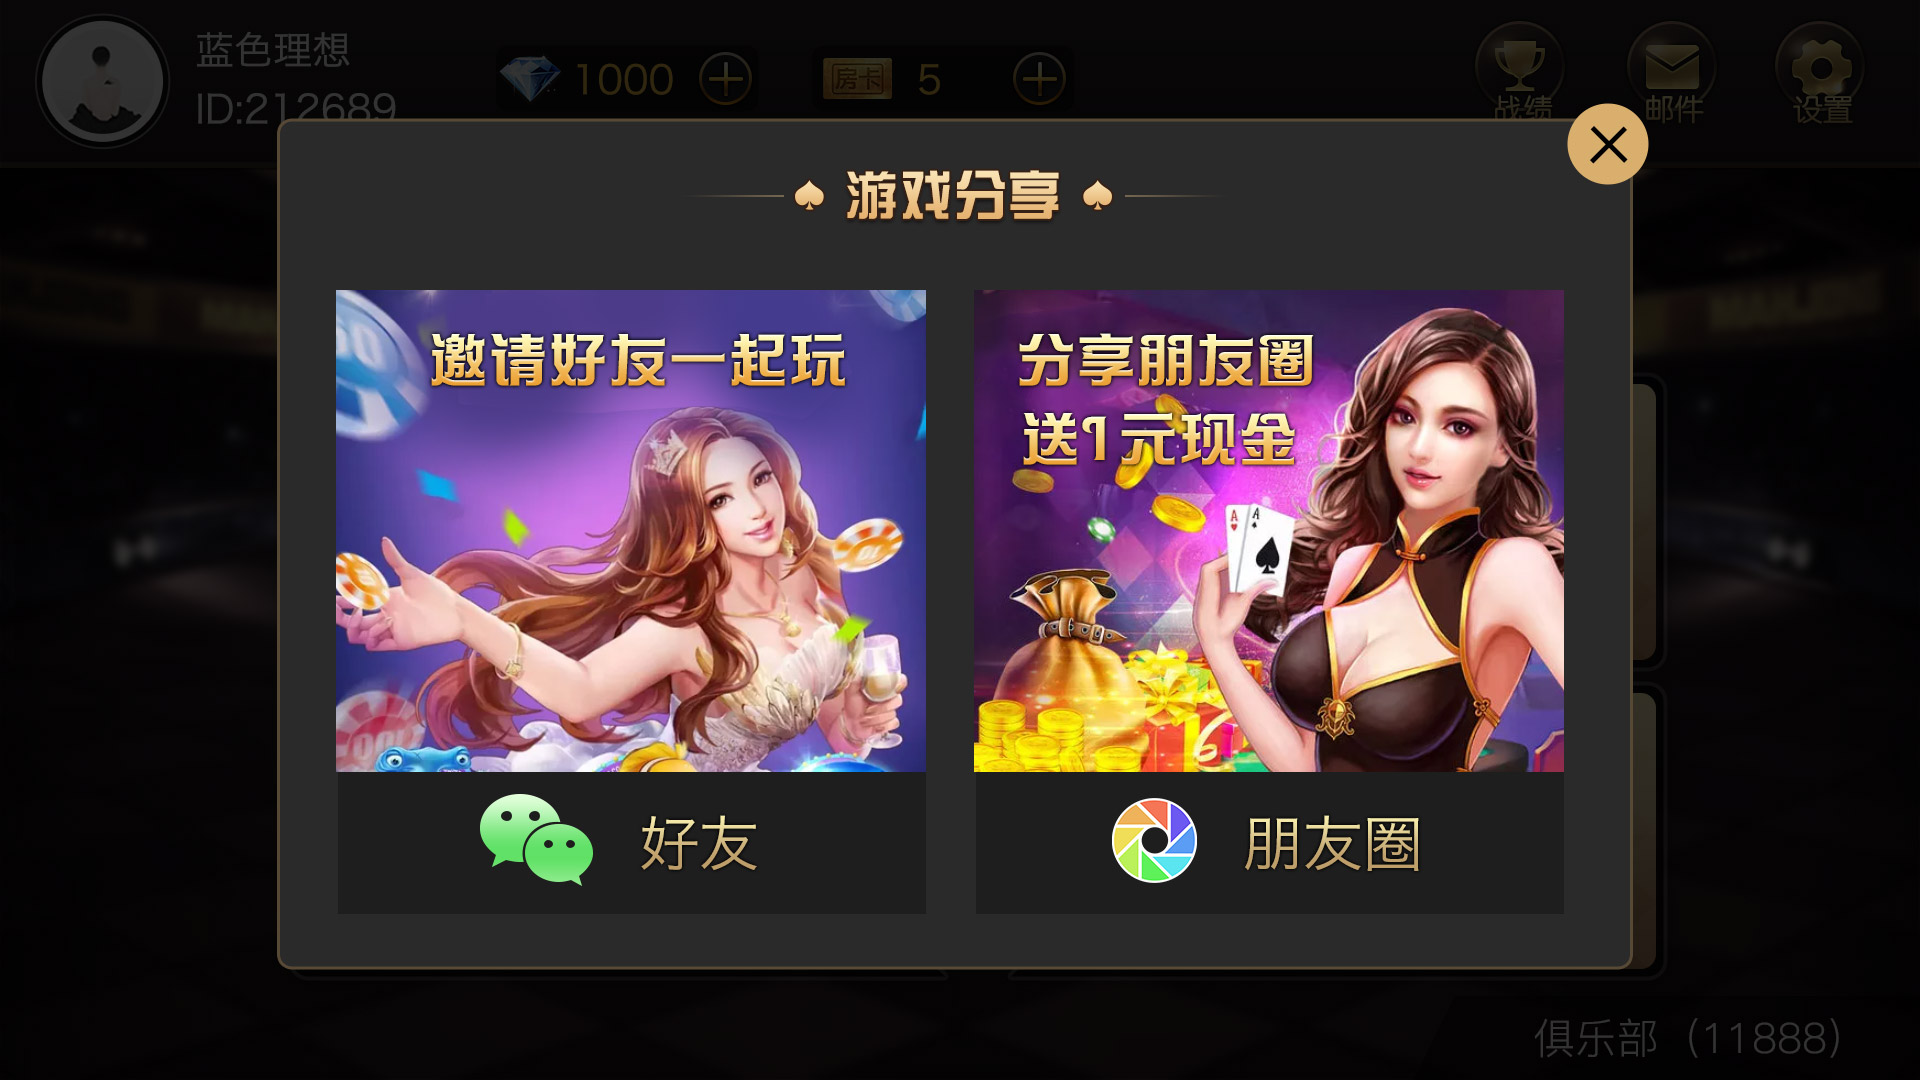 蓝色理想
ID:212689
1000
房卡
5
战绩
邮件
设置
游戏分享
邀请好友一起玩
分享朋友圈
送1元现金
A
A
好友
朋友圈
俱乐部（11888）